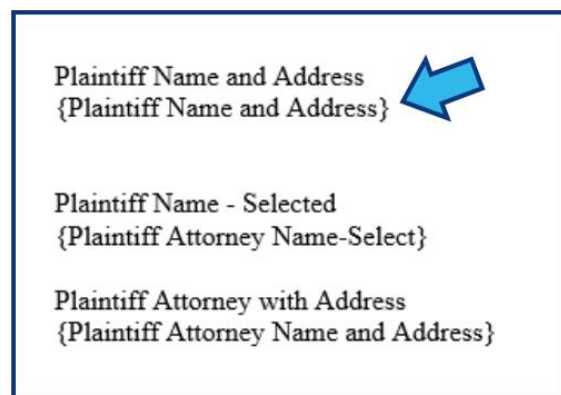 Plaintiff Name and Address
{Plaintiff Name and Address}
Plaintiff Name - Selected
{Plaintiff Attorney Name-Select}
Plaintiff Attorney with Address
{Plaintiff Attorney Name and Address}